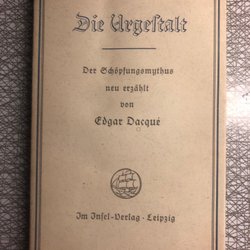 Die Urgestalt
Der Schöpfungsmythus
neu erzählt
von
Edgar Dacqué
Im Insel-Verlag · Leipzig